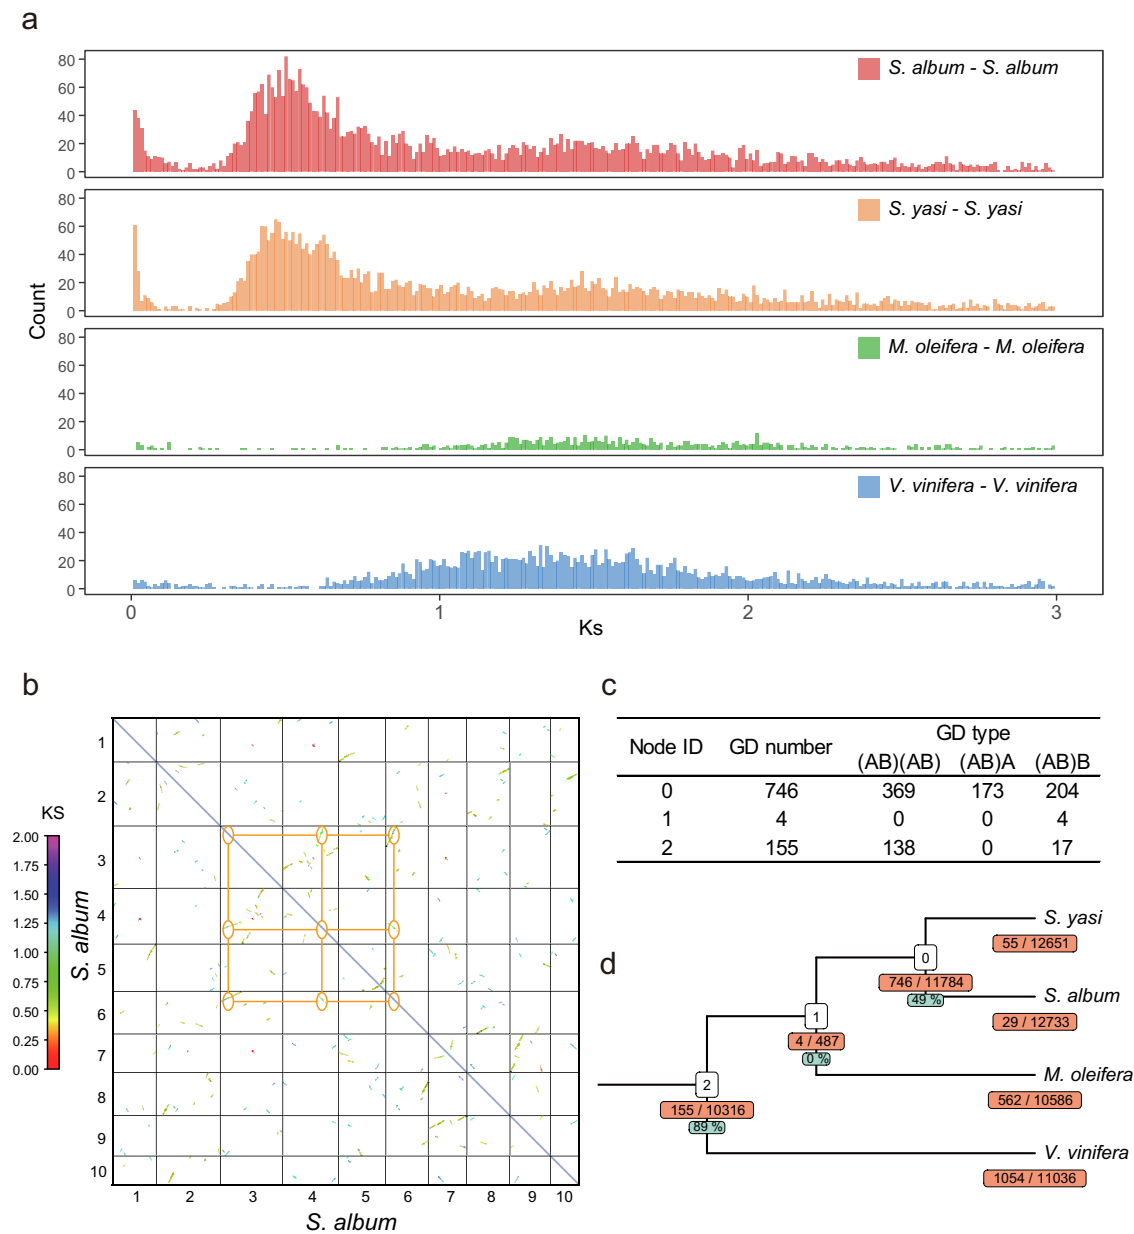 a
80
60
40
20
0
S. album - S. album
80
60
40
20
0
S. yasi - S. yasi
80
60
40
20
0
M. oleifera - M. oleifera
80
60
40
20
0
V. vinifera - V. vinifera
Count
0 1 2 3
Ks
b
KS
2.00
1.75
1.50
1.25
1.00
0.75
0.50
0.25
0.00
S. album
1
2
3
4
5
6
7
8
9
10
1 2 3 4 5 6 7 8 9 10
S. album
c
Node ID GD number GD type
(AB)(AB) (AB)A (AB)B
0 746 369 173 204
1 4 0 0 4
2 155 138 0 17
d
S. yasi
55 / 12651
0
746 / 11784
49 %
S. album
29 / 12733
1
4 / 487
0 %
M. oleifera
562 / 10586
2
155 / 10316
89 %
V. vinifera
1054 / 11036